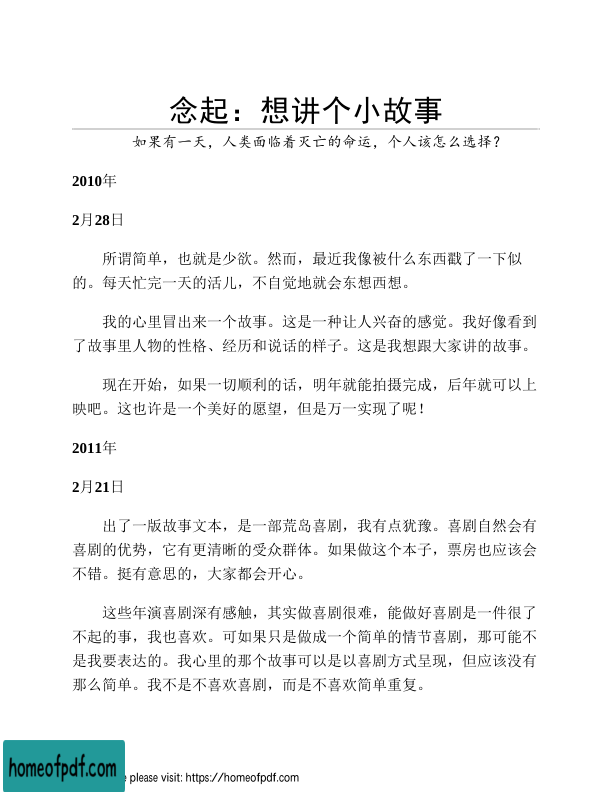 念起：想讲个小故事
如果有一天，人类面临着灭亡的命运，个人该怎么选择？
2010年
2月28日
所谓简单，也就是少欲。然而，最近我像被什么东西戳了一下似
的。每天忙完一天的活儿，不自觉地就会东想西想。
我的心里冒出来一个故事。这是一种让人兴奋的感觉。我好像看到
了故事里人物的性格、经历和说话的样子。这是我想跟大家讲的故事。
现在开始，如果一切顺利的话，明年就能拍摄完成，后年就可以上
映吧。这也许是一个美好的愿望，但是万一实现了呢！
2011年
2月21日
出了一版故事文本，是一部荒岛喜剧，我有点犹豫。喜剧自然会有
喜剧的优势，它有更清晰的受众群体。如果做这个本子，票房也应该会
不错。挺有意思的，大家都会开心。
这些年演喜剧深有感触，其实做喜剧很难，能做好喜剧是一件很了
不起的事，我也喜欢。可如果只是做成一个简单的情节喜剧，那可能不
是我要表达的。我心里的那个故事可以是以喜剧方式呈现，但应该没有
那么简单。我不是不喜欢喜剧，而是不喜欢简单重复。
homeofpdf.com
e please visit: https://homeofpdf.com